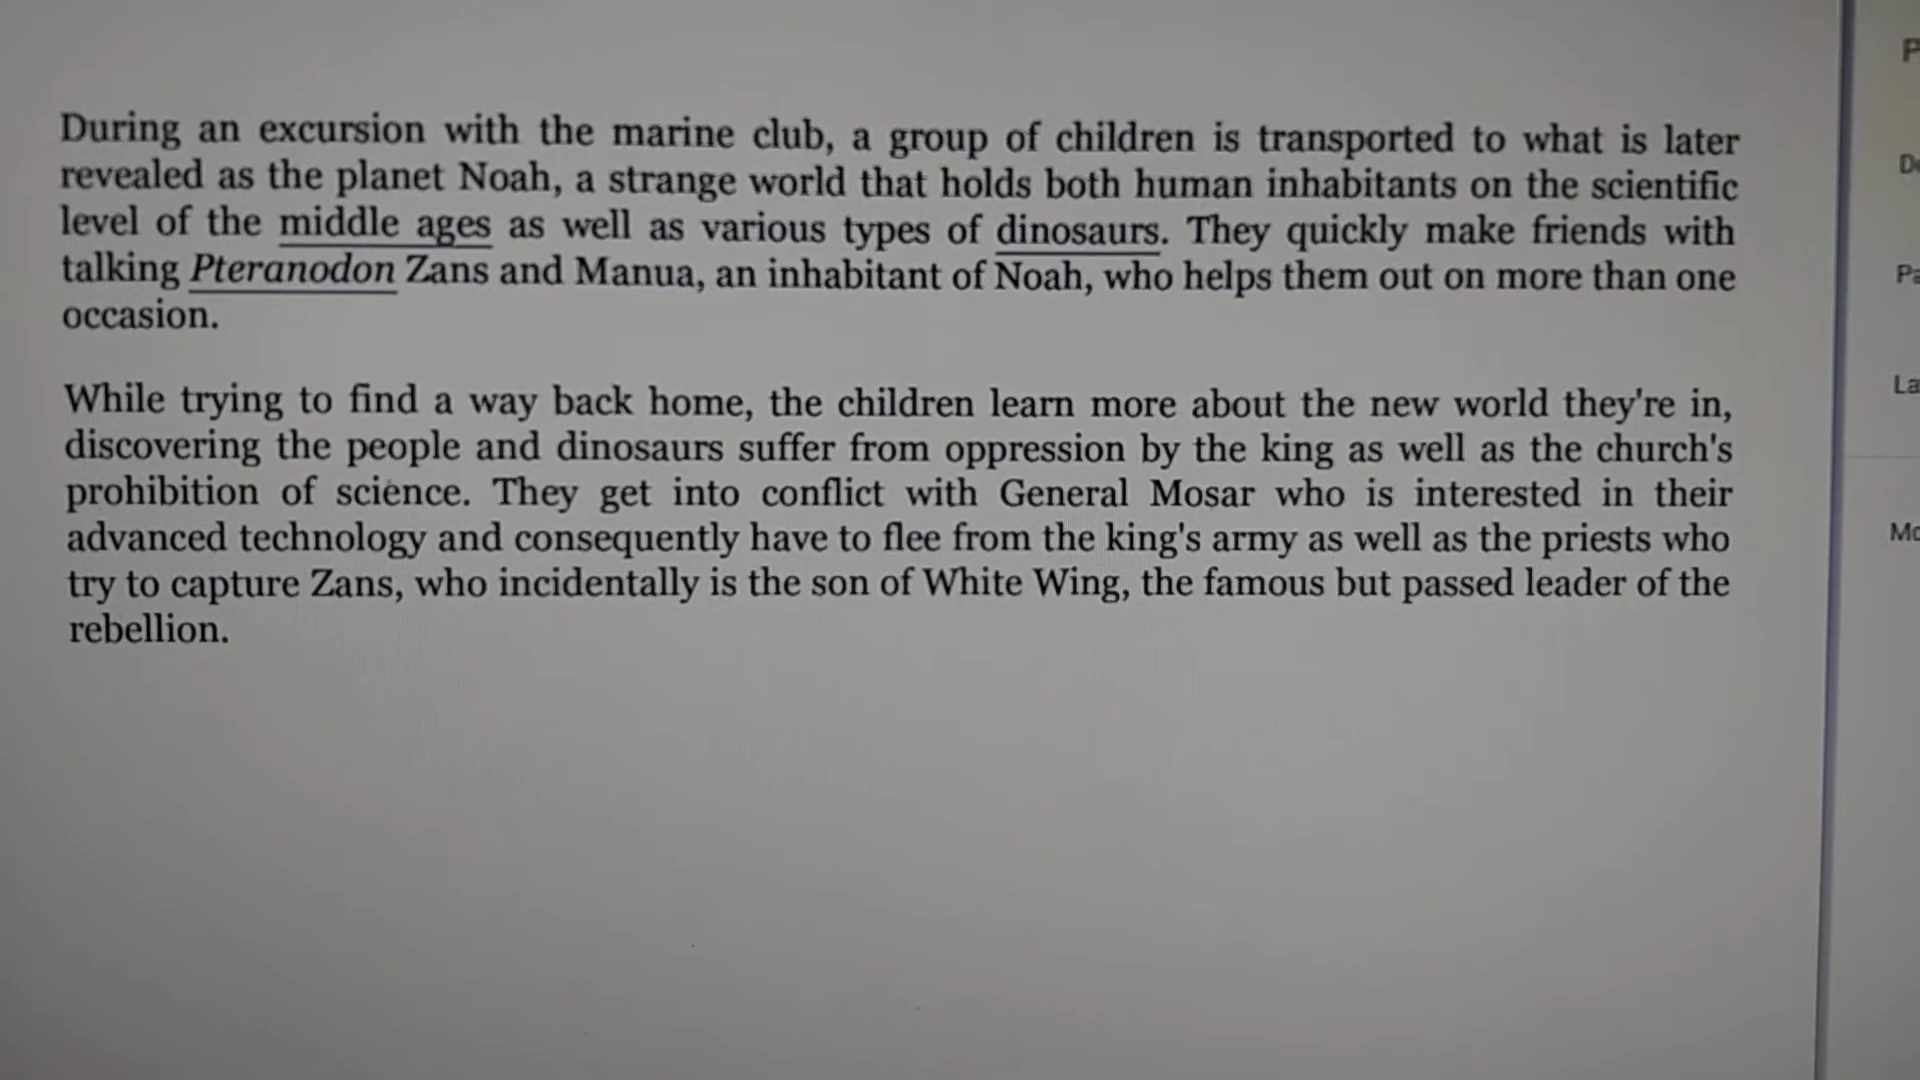 During an excursion with the marine club, a group of children is transported to what is later
revealed as the planet Noah, a strange world that holds both human inhabitants on the scientific
level of the middle ages as well as various types of dinosaurs. They quickly make friends with
talking Pteranodon Zans and Manua, an inhabitant of Noah, who helps them out on more than one
occasion.
While trying to find a way back home, the children learn more about the new world they're in,
discovering the people and dinosaurs suffer from oppression by the king as well as the church's
prohibition of science. They get into conflict with General Mosar who is interested in their
advanced technology and consequently have to flee from the king's army as well as the priests who
try to capture Zans, who incidentally is the son of White Wing, the famous but passed leader of the
rebellion.